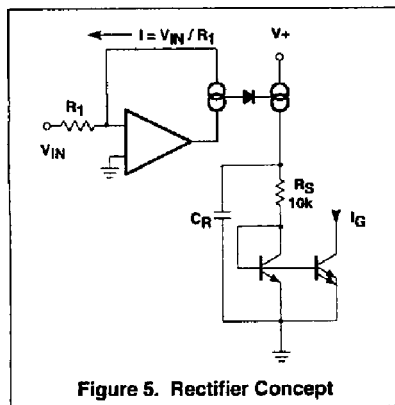 I = VIN / R1
V+
R1
VIN
RS
10k
CR
IG
Figure 5. Rectifier Concept